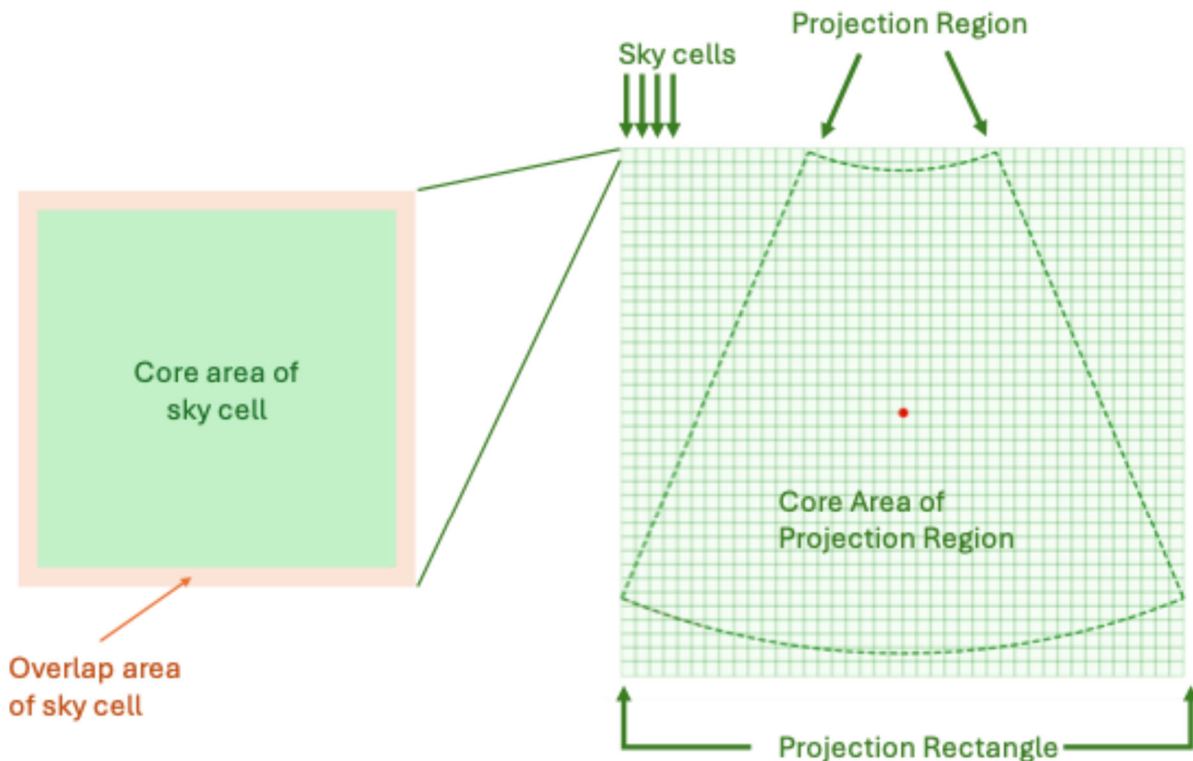 Projection Region
Sky cells
Core area of
sky cell
Core Area of
Projection Region
Overlap area
of sky cell
Projection Rectangle